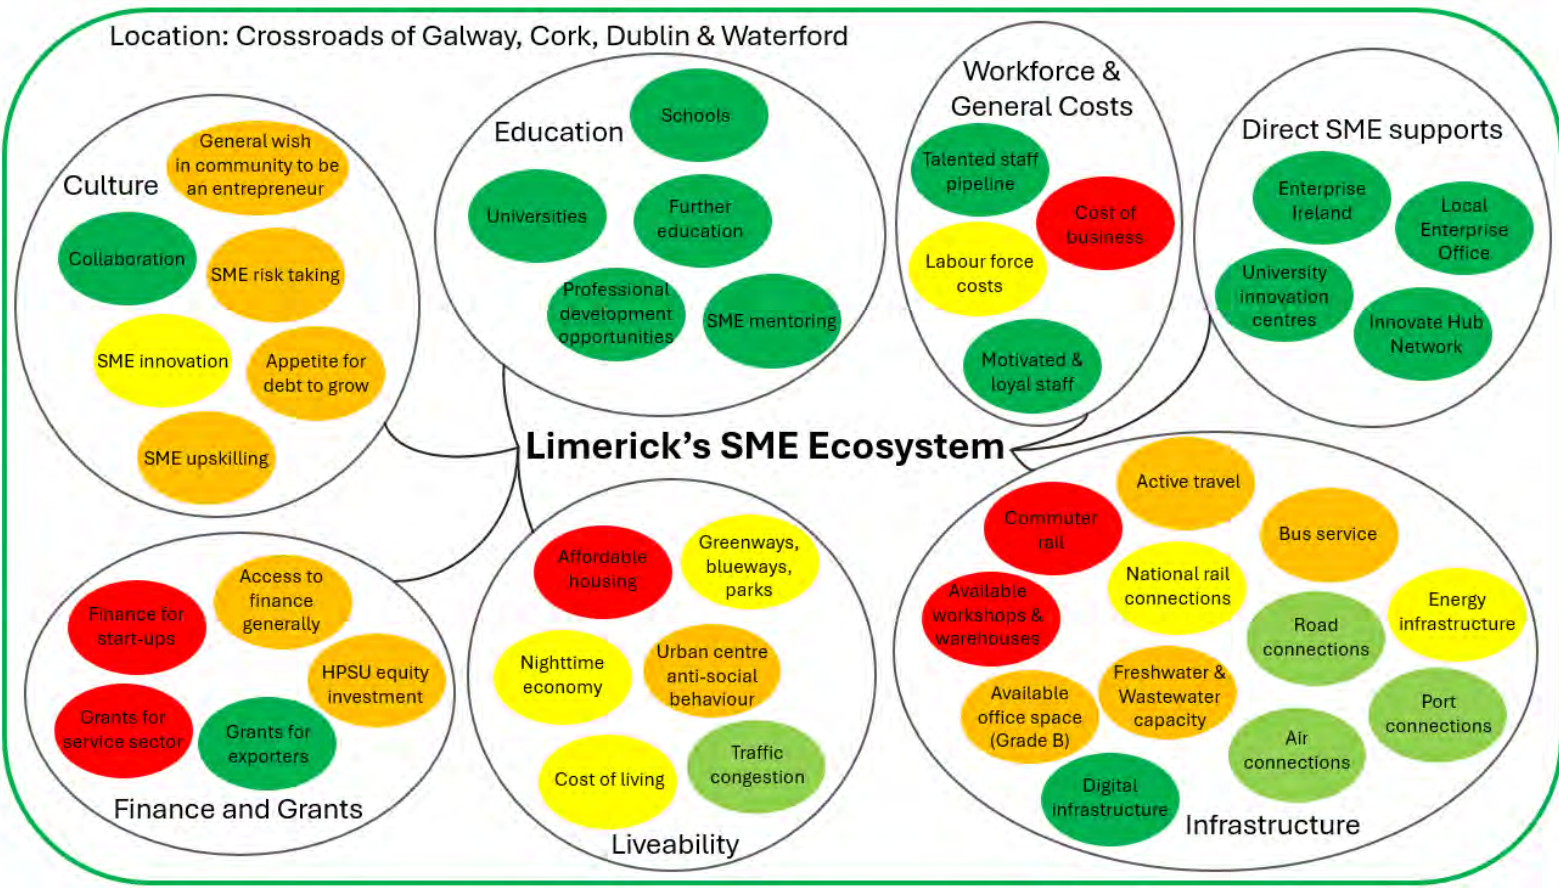 Location: Crossroads of Galway, Cork, Dublin & Waterford
Culture
General wish
in community to be
an entrepreneur
Collaboration
SME risk taking
SME innovation
Appetite for
debt to grow
SME upskilling
Education
Schools
Universities
Further
education
Professional
development
opportunities
SME mentoring
Workforce &
General Costs
Talented staff
pipeline
Cost of
business
Labour force
costs
Motivated &
loyal staff
Direct SME supports
Enterprise
Ireland
Local
Enterprise
Office
University
innovation
centres
Innovate Hub
Network
Limerick's SME Ecosystem
Finance for
start-ups
Access to
finance
generally
HPSU equity
investment
Grants for
service sector
Grants for
exporters
Finance and Grants
Affordable
housing
Greenways,
blueways,
parks
Nighttime
economy
Urban centre
anti-social
behaviour
Cost of living
Traffic
congestion
Liveability
Active travel
Commuter
rail
Bus service
National rail
connections
Available
workshops &
warehouses
Energy
infrastructure
Road
connections
Freshwater &
Wastewater
capacity
Available
office space
(Grade B)
Port
connections
Air
connections
Digital
infrastructure
Infrastructure